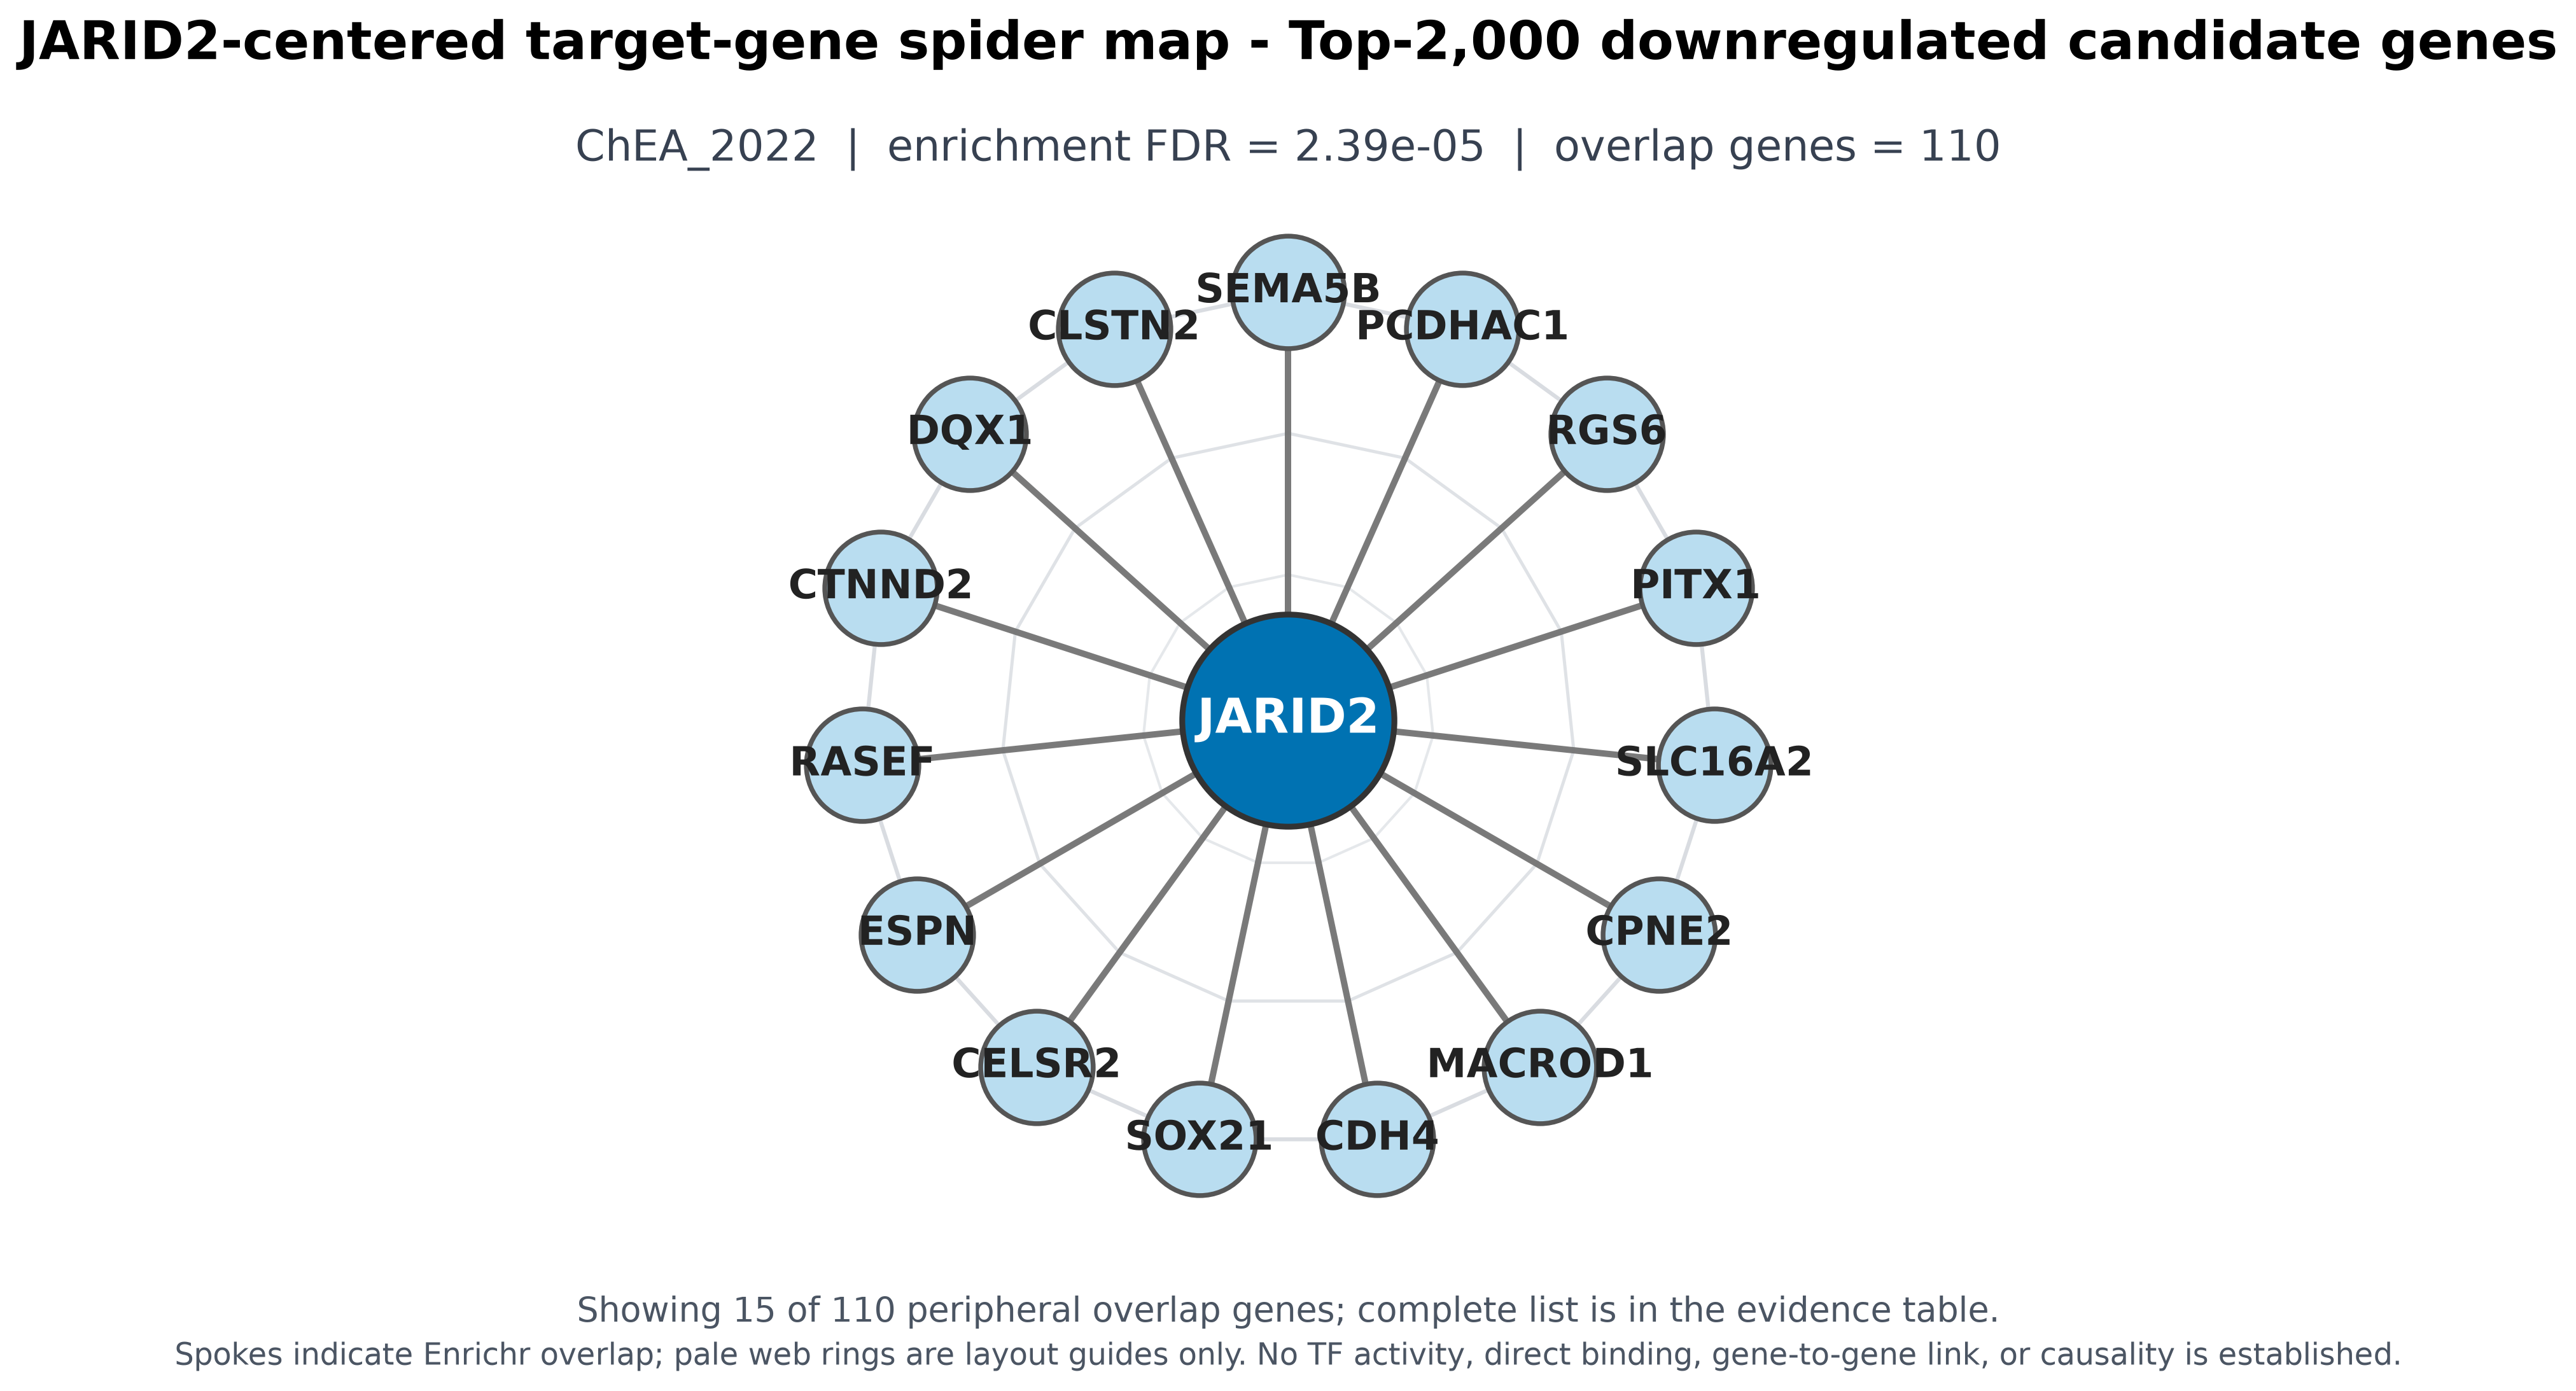 JARID2-centered target-gene spider map - Top-2,000 downregulated candidate genes
ChEA_2022 | enrichment FDR = 2.39e-05 | overlap genes = 110
SEMA5B
CLSTN2
PCDHAC1
DQX1
RGS6
CTNND2
PITX1
JARID2
RASEF
SLC16A2
ESPN
CPNE2
CELSR2
MACROD1
SOX21
CDH4
Showing 15 of 110 peripheral overlap genes; complete list is in the evidence table.
Spokes indicate Enrichr overlap; pale web rings are layout guides only. No TF activity, direct binding, gene-to-gene link, or causality is established.